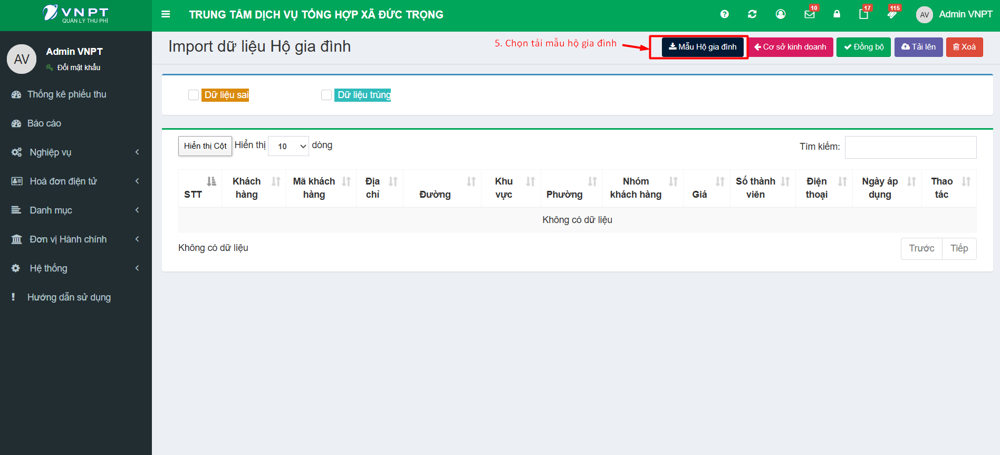 VNPT
QUẢN LÝ THU PHÍ
TRUNG TÂM DỊCH VỤ TỔNG HỢP XÃ ĐỨC TRỌNG
10
17
115
AV
Admin VNPT
AV
Admin VNPT
Đổi mật khẩu
Thống kê phiếu thu
Báo cáo
Nghiệp vụ
Hoá đơn điện tử
Danh mục
Đơn vị Hành chính
Hệ thống
Hướng dẫn sử dụng
Import dữ liệu Hộ gia đình
5. Chọn tải mẫu hộ gia đình
Mẫu Hộ gia đình
Cơ sở kinh doanh
Đồng bộ
Tải lên
Xoá
Dữ liệu sai
Dữ liệu trùng
Hiển thị Cột
Hiển thị 10 dòng
Tìm kiếm:
STT
Khách hàng
Mã khách hàng
Địa chỉ
Đường
Khu vực
Phường
Nhóm khách hàng
Giá
Số thành viên
Điện thoại
Ngày áp dụng
Thao tác
Không có dữ liệu
Không có dữ liệu
Trước
Tiếp